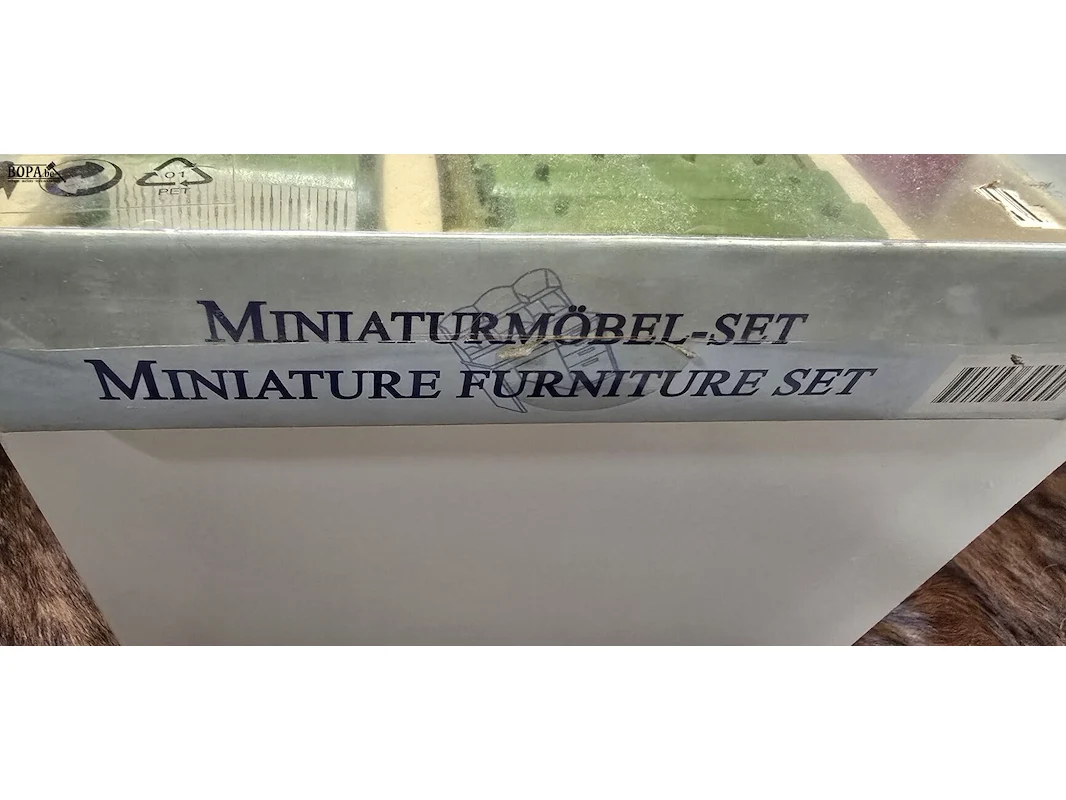 BOPA.be
01
PET
MINIATURMÖBEL-SET
MINIATURE FURNITURE SET